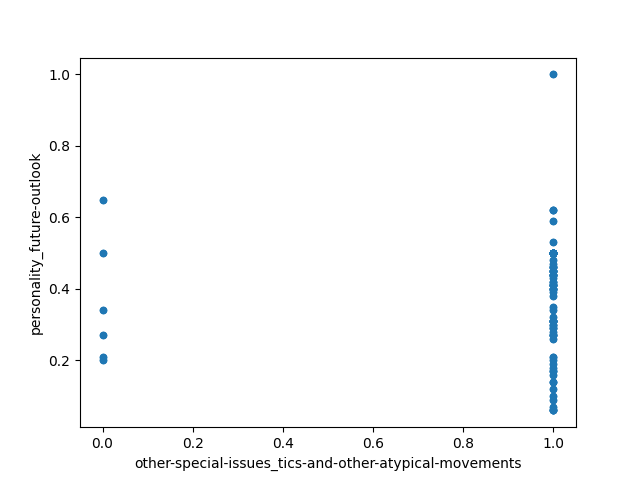 1.0
0.8
0.6
0.4
0.2
personality_future-outlook
0.0 0.2 0.4 0.6 0.8 1.0
other-special-issues_tics-and-other-atypical-movements